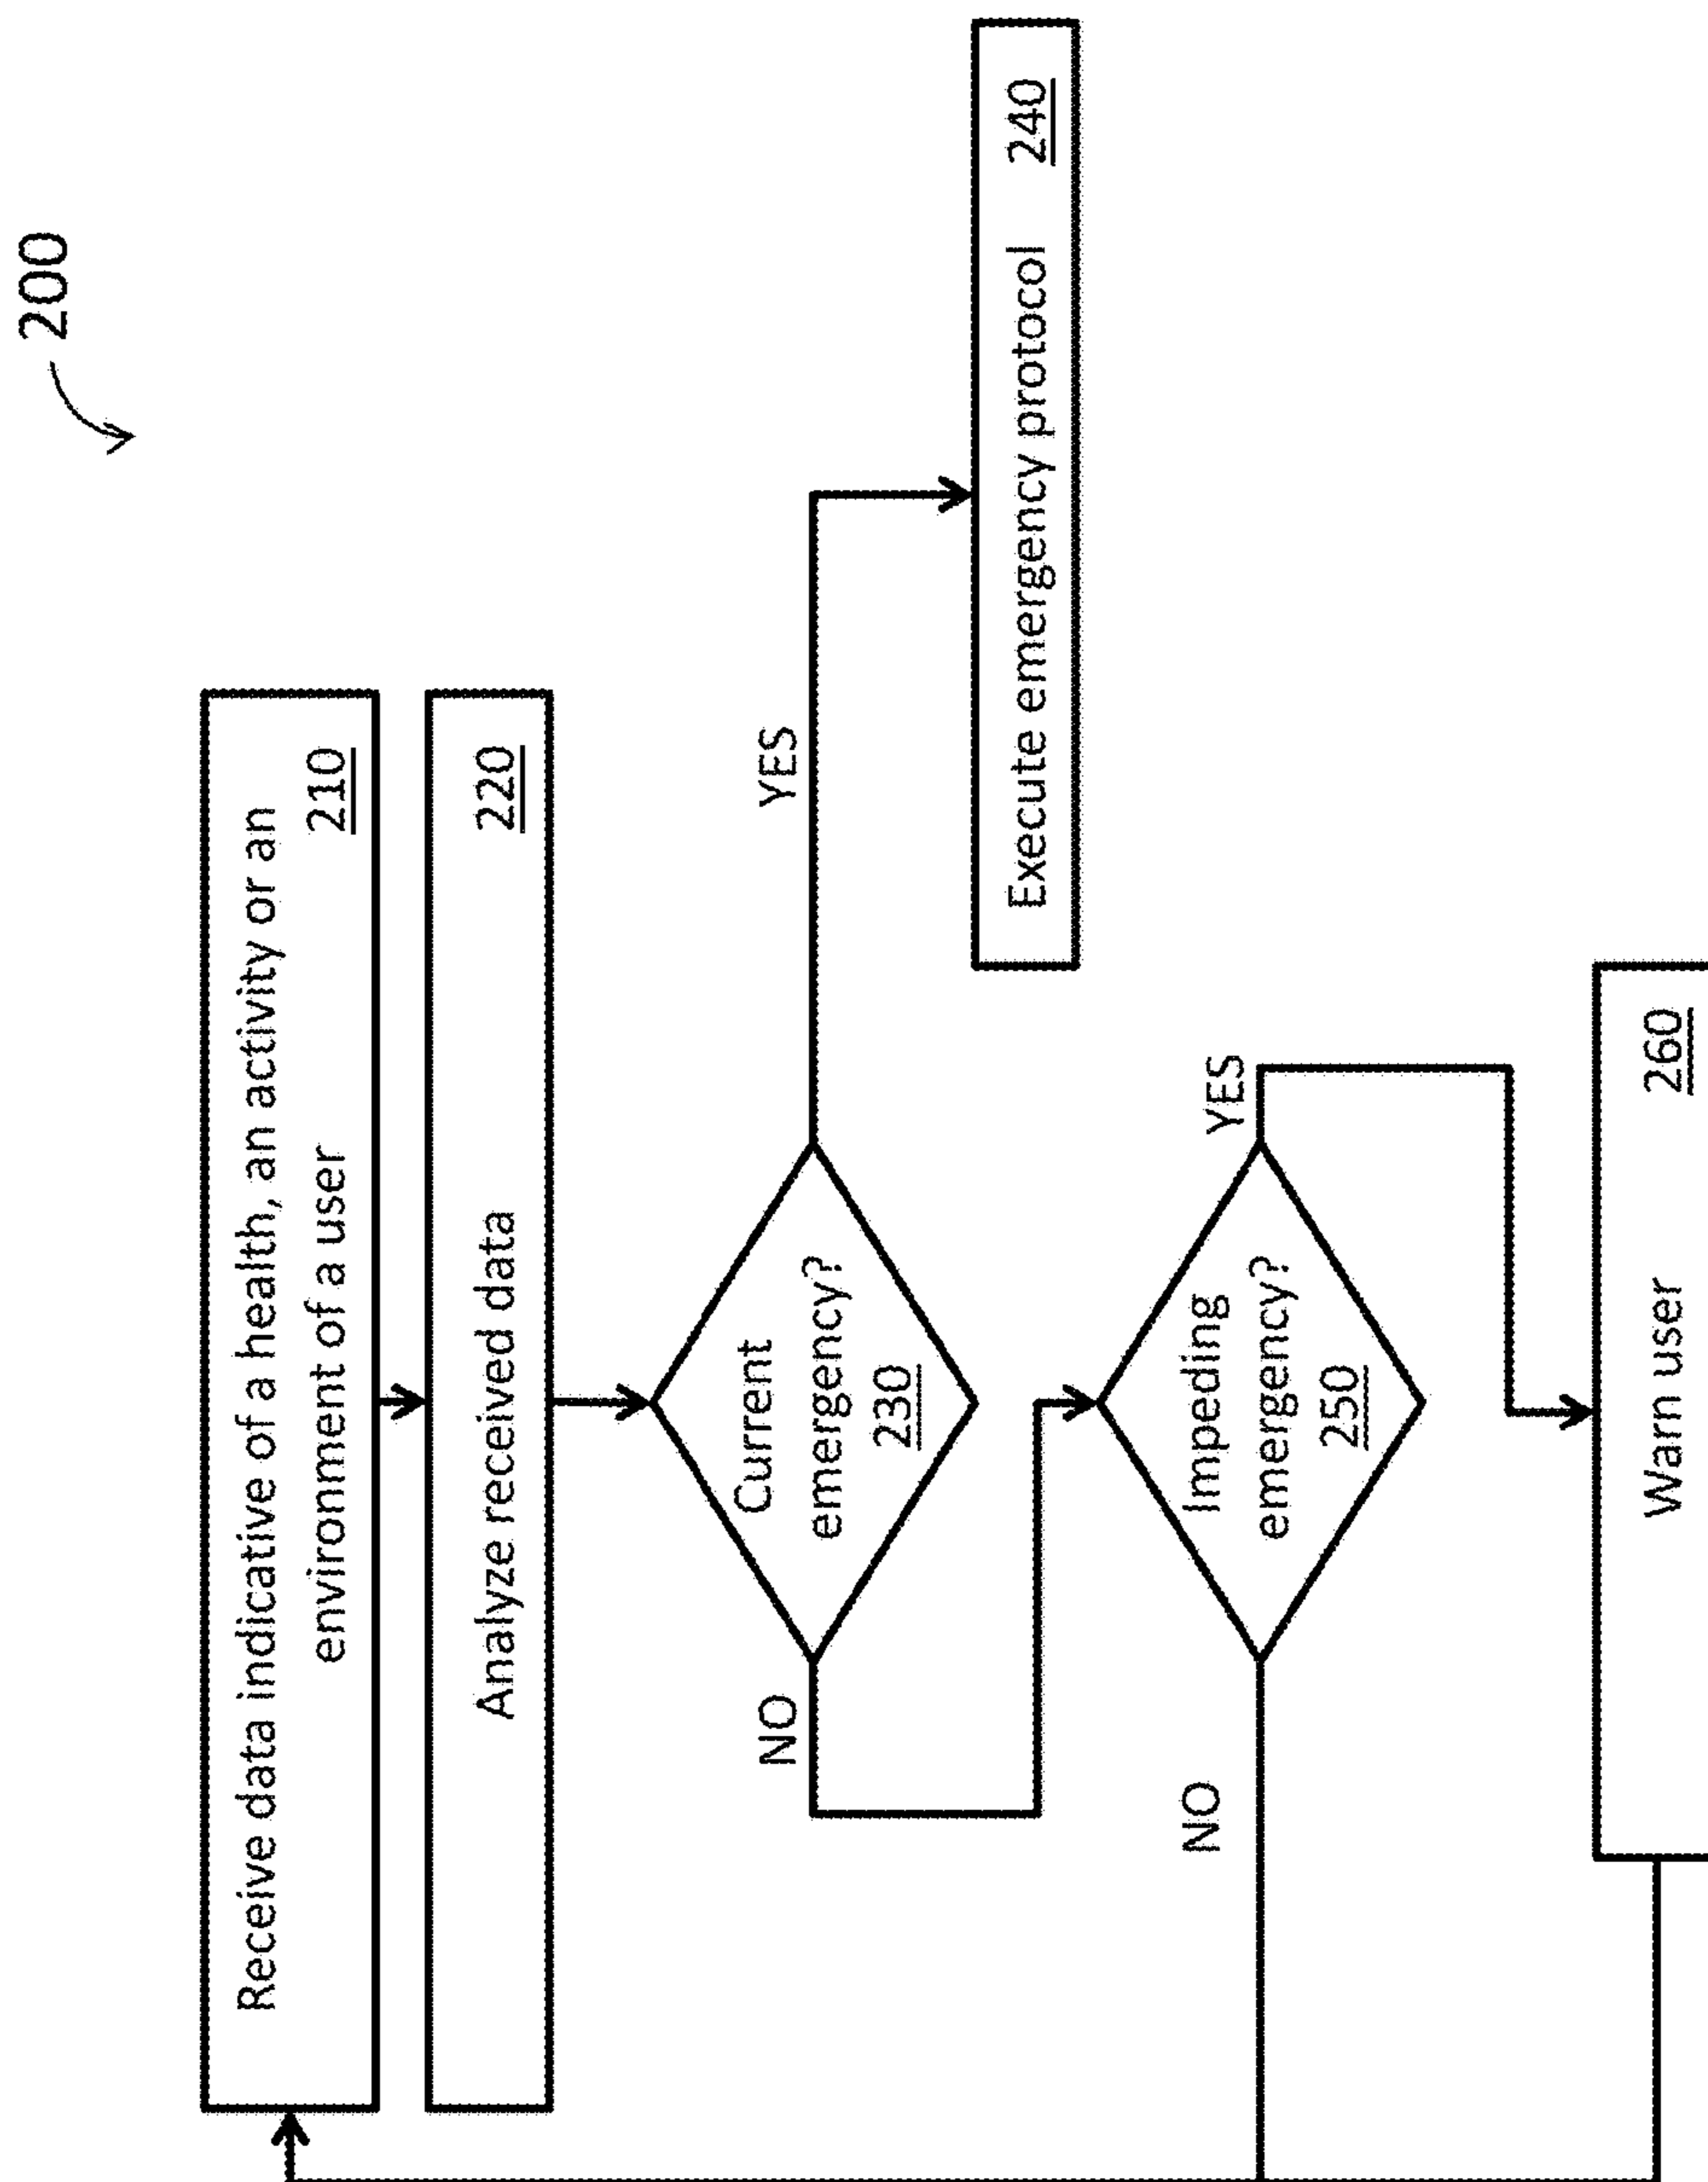 200
Receive data indicative of a health, an activity or an
environment of a user 210
Analyze received data 220
Current
emergency?
230
YES
NO
Execute emergency protocol 240
Impeding
emergency?
250
YES
NO
Warn user 260